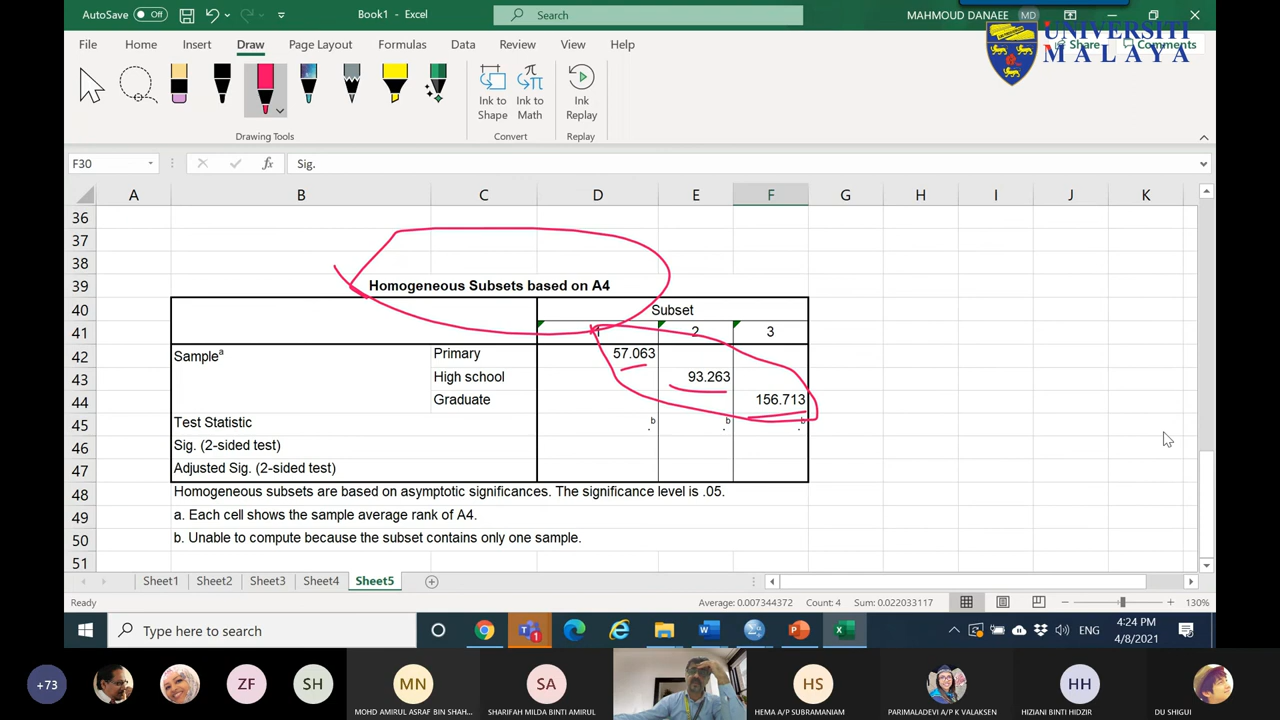 AutoSave Off
Book1 - Excel
Search
MAHMOUD DANAEE MD
UNIVERSITI
MALAYA
File Home Insert Draw Page Layout Formulas Data Review View Help
Share Comments
Ink to Shape
Ink to Math
Ink Replay
Drawing Tools
Convert
Replay
F30
fx
Sig.
A B C D E F G H I J K
36
37
38
39 Homogeneous Subsets based on A4
40 Subset
41 1 2 3
42 Sampleᵃ Primary 57.063
43 High school 93.263
44 Graduate 156.713
45 Test Statistic .ᵇ .ᵇ .ᵇ
46 Sig. (2-sided test)
47 Adjusted Sig. (2-sided test)
48 Homogeneous subsets are based on asymptotic significances. The significance level is .05.
49 a. Each cell shows the sample average rank of A4.
50 b. Unable to compute because the subset contains only one sample.
51
Sheet1 Sheet2 Sheet3 Sheet4 Sheet5
Ready
Average: 0.007344372 Count: 4 Sum: 0.022033117
130%
Type here to search
1
ENG
4:24 PM
4/8/2021
+73
ZF
SH
MN
MOHD AMIRUL ASRAF BIN SHAH...
SA
SHARIFAH MILDA BINTI AMIRUL
HS
HEMA A/P SUBRAMANIAM
PARIMALADEVI A/P K VALAKSEN
HH
HIZIANI BINTI HIDZIR
DU SHIGUI